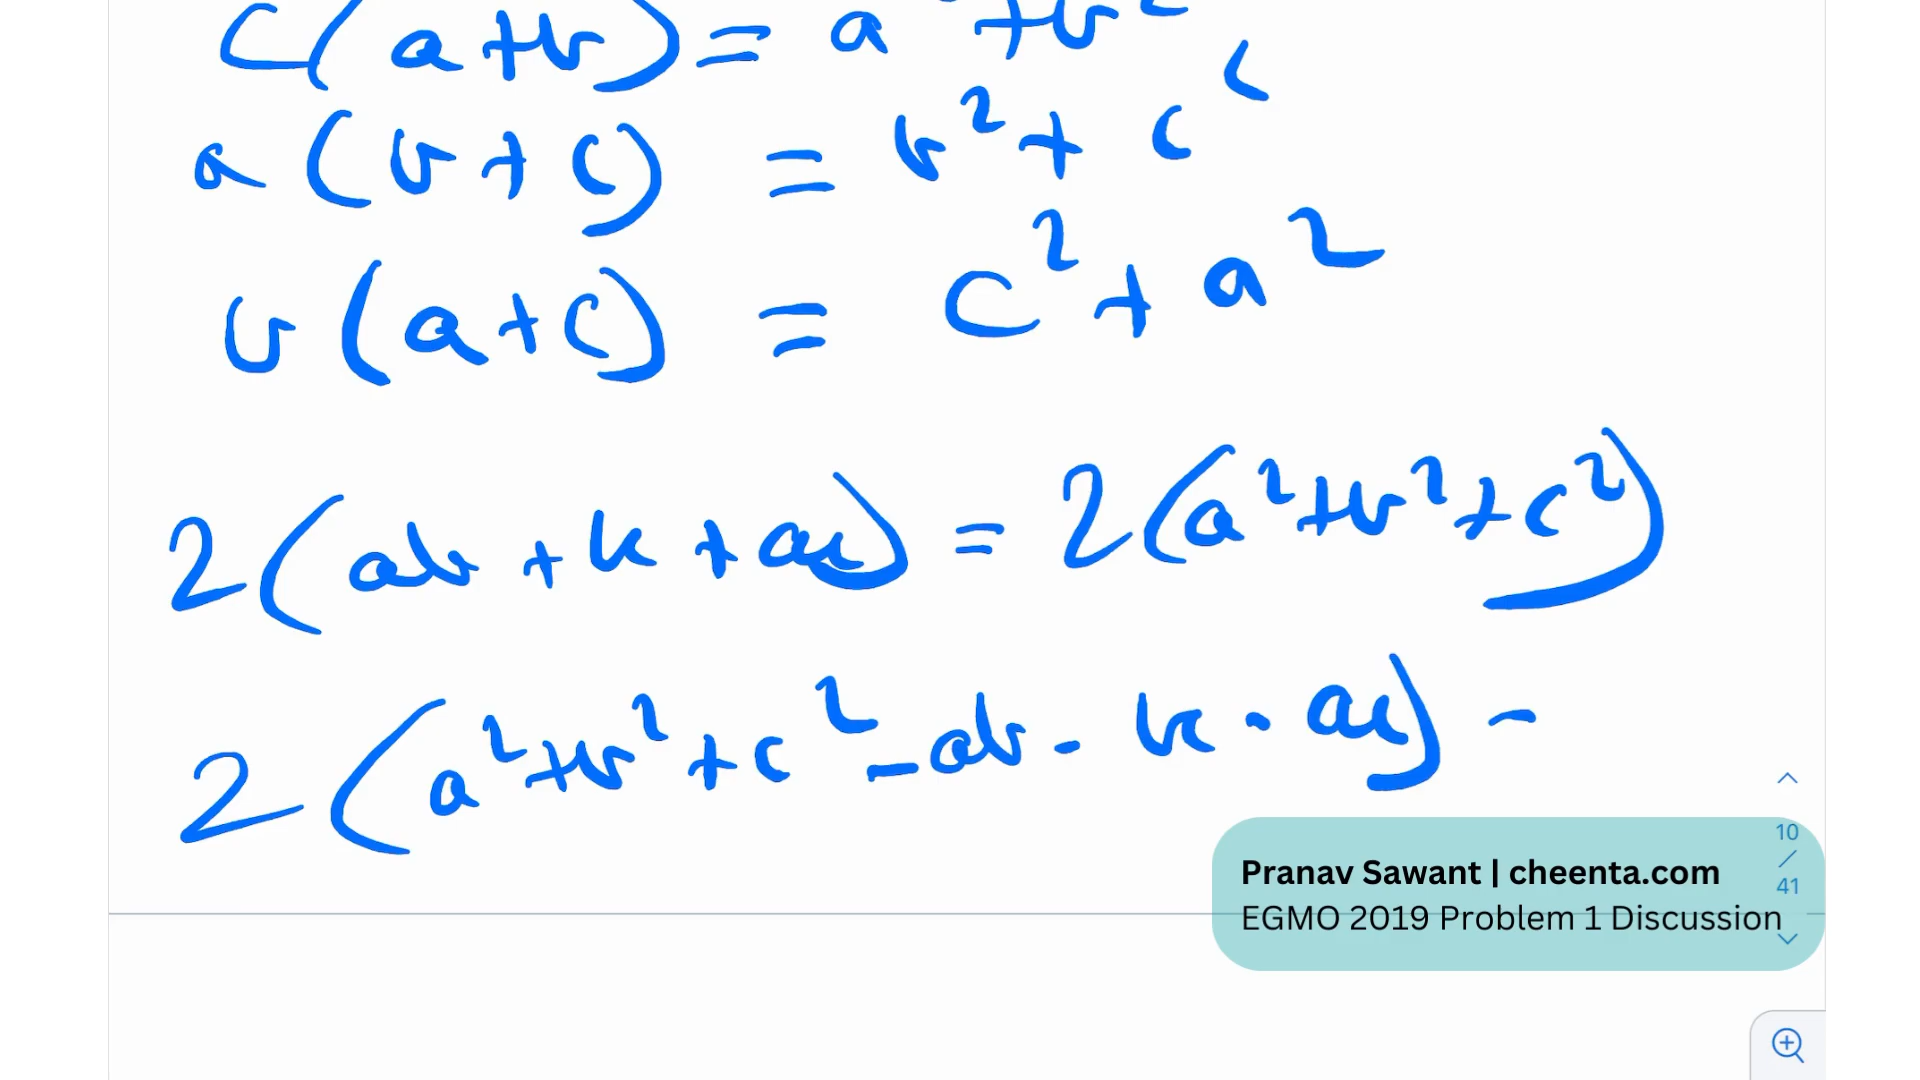 c(a+b) = a²+b²
a(b+c) = b²+c²
b(a+c) = c²+a²
2(ab+bc+ac) = 2(a²+b²+c²)
2(a²+b²+c²-ab-bc-ac) -
10
/
41
Pranav Sawant | cheenta.com
EGMO 2019 Problem 1 Discussion